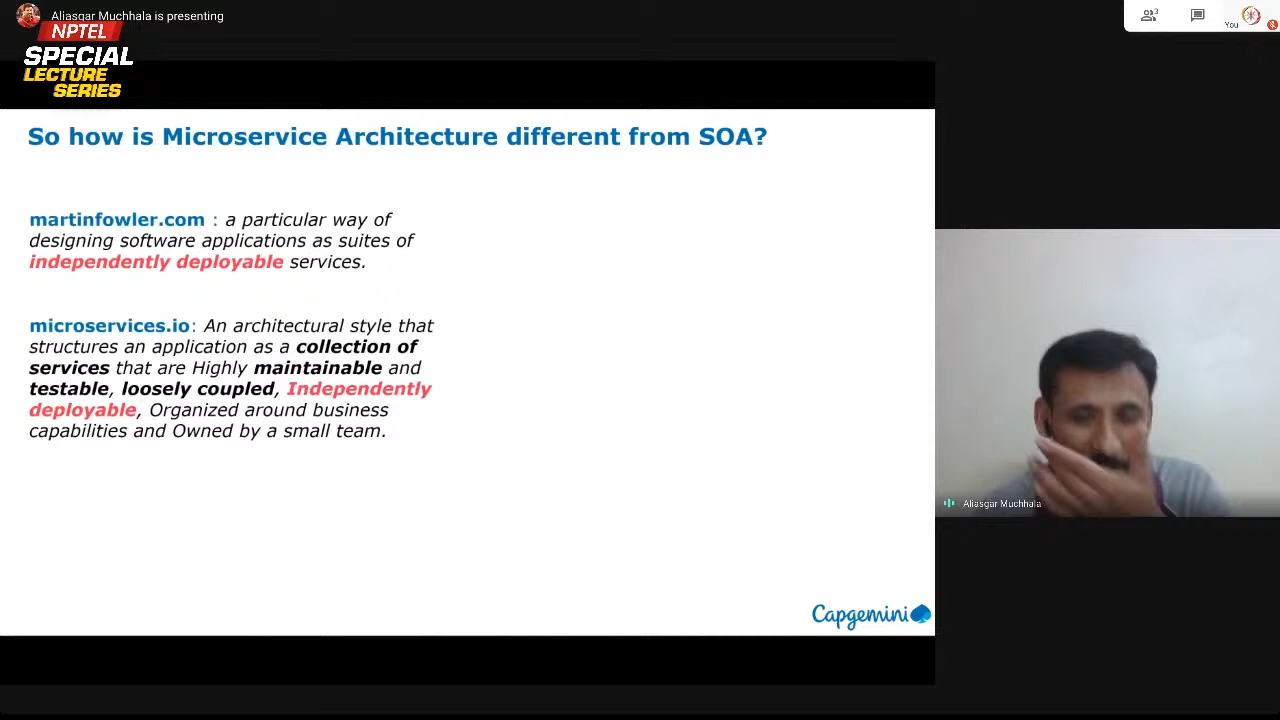 Aliasgar Muchhala is presenting
3
You
NPTEL
SPECIAL
LECTURE
SERIES
So how is Microservice Architecture different from SOA?
martinfowler.com : a particular way of
designing software applications as suites of
independently deployable services.
microservices.io: An architectural style that
structures an application as a collection of
services that are Highly maintainable and
testable, loosely coupled, Independently
deployable, Organized around business
capabilities and Owned by a small team.
Aliasgar Muchhala
Capgemini